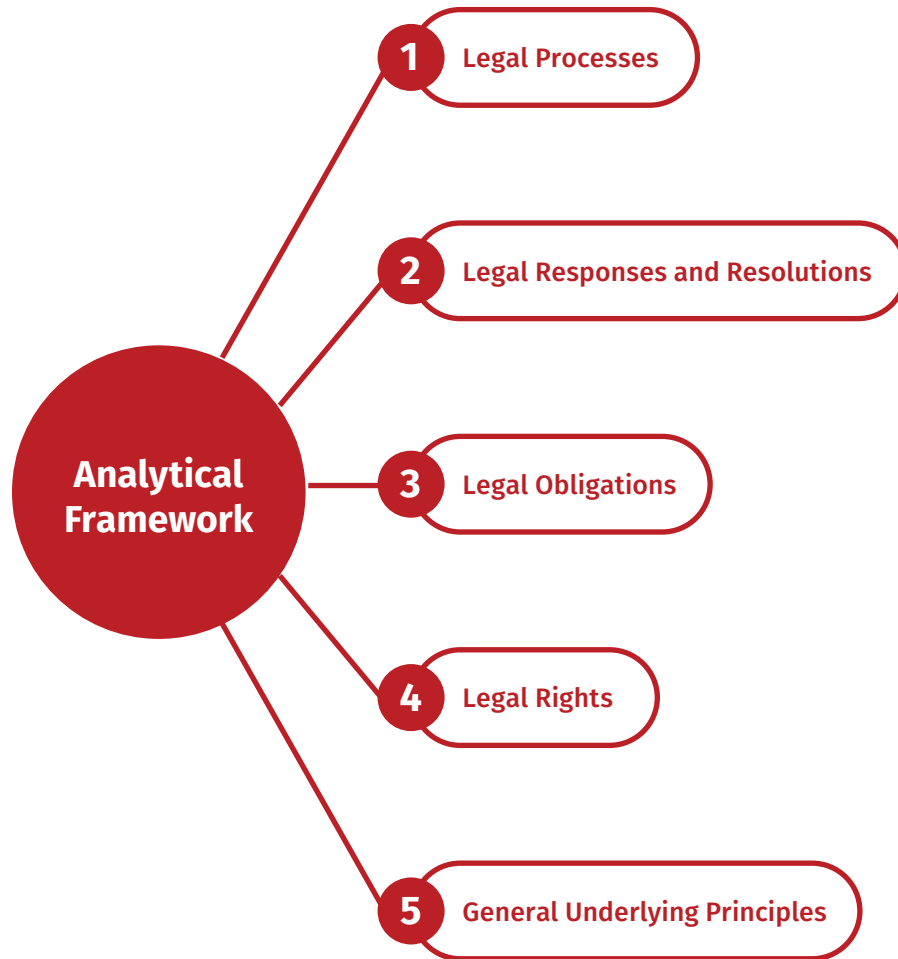 1 Legal Processes
2 Legal Responses and Resolutions
Analytical
Framework
3 Legal Obligations
4 Legal Rights
5 General Underlying Principles